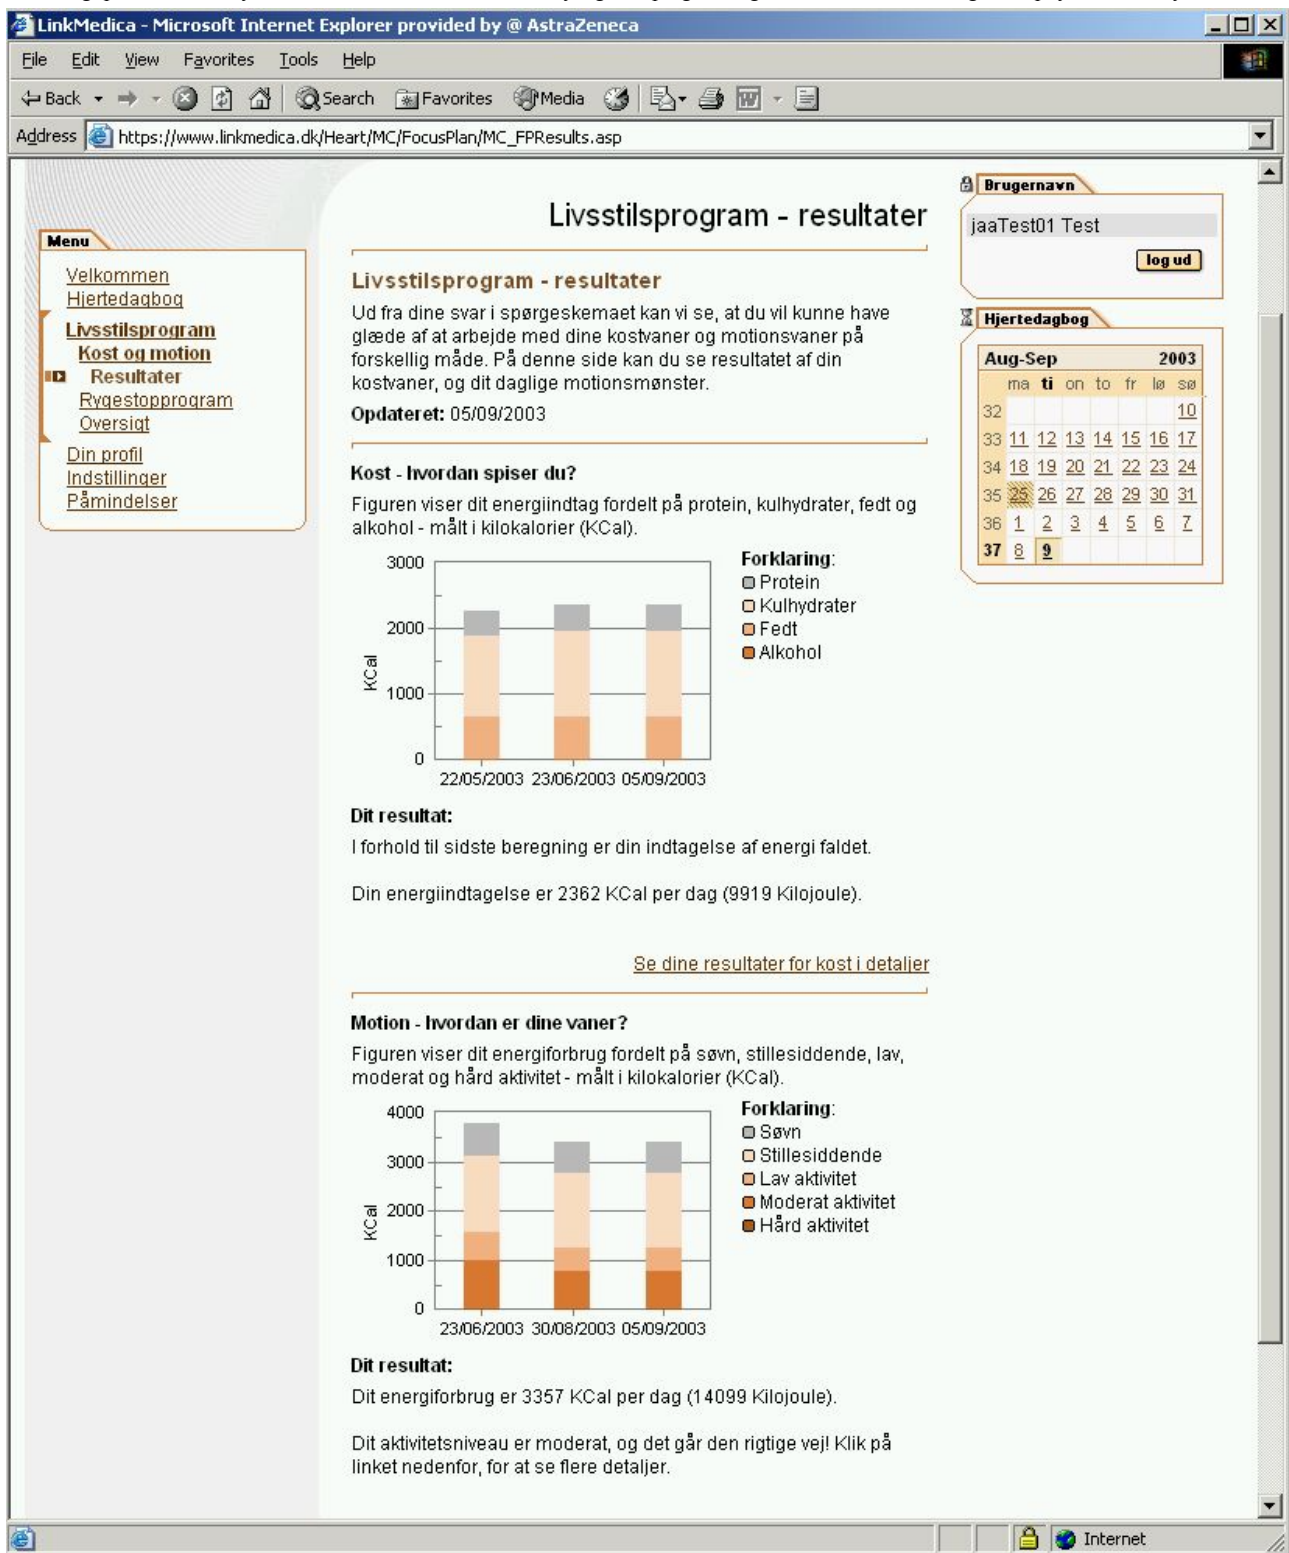 LinkMedica - Microsoft Internet Explorer provided by @ AstraZeneca
File Edit View Favorites Tools Help
Back Search Favorites Media
Address https://www.linkmedica.dk/Heart/MC/FocusPlan/MC_FPResults.asp
Menu
Velkommen
Hjertedagbog
Livsstilsprogram
Kost og motion
Resultater
Rygestopprogram
Oversigt
Din profil
Indstillinger
Påmindelser
Livsstilsprogram - resultater
Livsstilsprogram - resultater
Ud fra dine svar i spørgeskemaet kan vi se, at du vil kunne have
glæde af at arbejde med dine kostvaner og motionsvaner på
forskellig måde. På denne side kan du se resultatet af din
kostvaner, og dit daglige motionsmønster.
Opdateret: 05/09/2003
Kost - hvordan spiser du?
Figuren viser dit energiindtag fordelt på protein, kulhydrater, fedt og
alkohol - målt i kilokalorier (KCal).
3000
2000
1000
0
KCal
22/05/2003 23/06/2003 05/09/2003
Forklaring:
Protein
Kulhydrater
Fedt
Alkohol
Dit resultat:
I forhold til sidste beregning er din indtagelse af energi faldet.
Din energiindtagelse er 2362 KCal per dag (9919 Kilojoule).
Se dine resultater for kost i detaljer
Motion - hvordan er dine vaner?
Figuren viser dit energiforbrug fordelt på søvn, stillesiddende, lav,
moderat og hård aktivitet - målt i kilokalorier (KCal).
4000
3000
2000
1000
0
KCal
23/06/2003 30/08/2003 05/09/2003
Forklaring:
Søvn
Stillesiddende
Lav aktivitet
Moderat aktivitet
Hård aktivitet
Dit resultat:
Dit energiforbrug er 3357 KCal per dag (14099 Kilojoule).
Dit aktivitetsniveau er moderat, og det går den rigtige vej! Klik på
linket nedenfor, for at se flere detaljer.
Brugernavn
jaaTest01 Test
log ud
Hjertedagbog
Aug-Sep 2003
ma ti on to fr lø sø
32 10
33 11 12 13 14 15 16 17
34 18 19 20 21 22 23 24
35 25 26 27 28 29 30 31
36 1 2 3 4 5 6 7
37 8 9
Internet